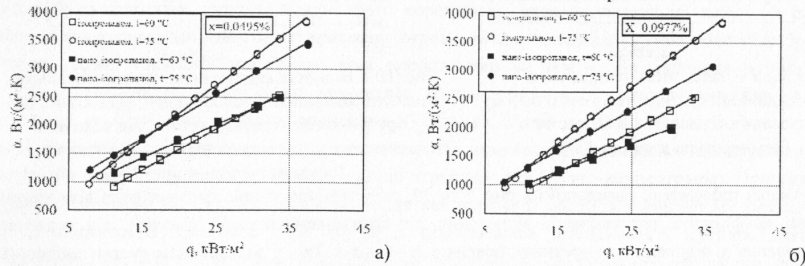 α, Вт/(м² К)
4000
3500
3000
2500
2000
1500
1000
500
изопропанол, t=60 °C
изопропанол, t=75 °C
нано-изопропанол, t=60 °C
нано-изопропанол, t=75 °C
x=0.0495%
5 15 25 35 45
q, кВт/м²
а)
α, Вт/(м² К)
4000
3500
3000
2500
2000
1500
1000
500
изопропанол, t=60 °C
изопропанол, t=75 °C
нано-изопропанол, t=60 °C
нано-изопропанол, t=75 °C
X 0.0977%
5 15 25 35 45
q, кВт/м²
б)